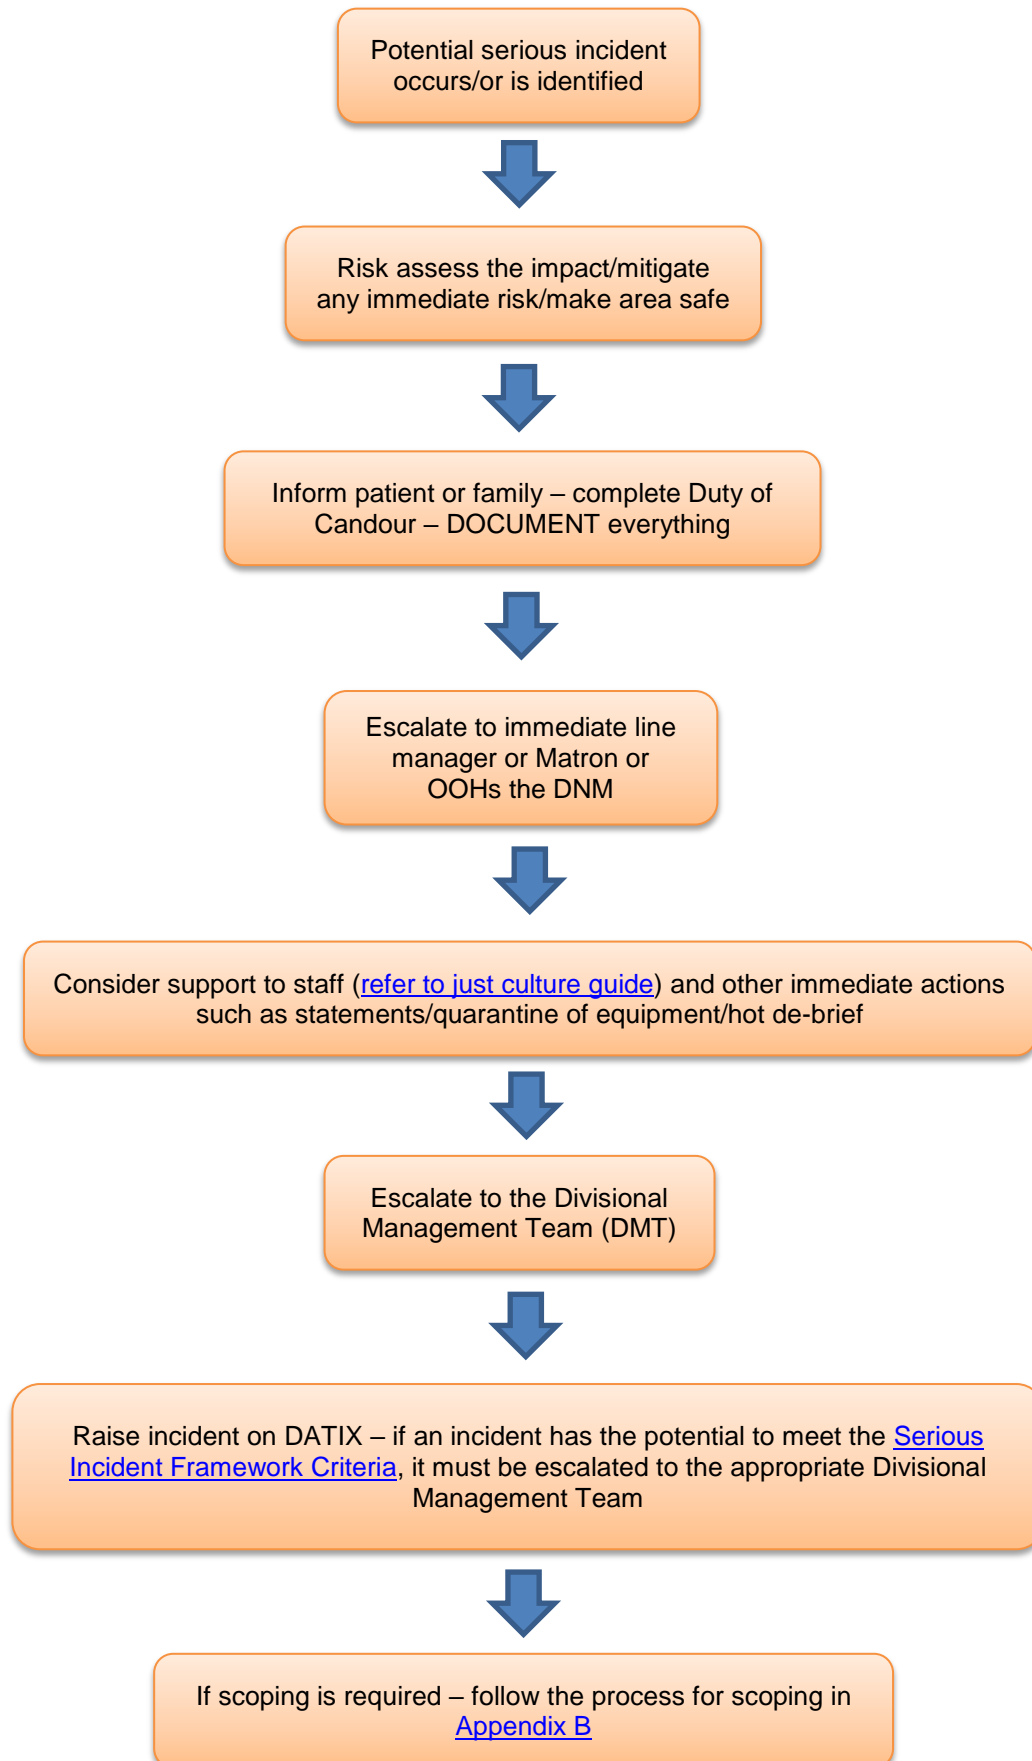 Potential serious incident
occurs/or is identified
Risk assess the impact/mitigate
any immediate risk/make area safe
Inform patient or family – complete Duty of
Candour – DOCUMENT everything
Escalate to immediate line
manager or Matron or
OOHs the DNM
Consider support to staff (refer to just culture guide) and other immediate actions
such as statements/quarantine of equipment/hot de-brief
Escalate to the Divisional
Management Team (DMT)
Raise incident on DATIX – if an incident has the potential to meet the Serious
Incident Framework Criteria, it must be escalated to the appropriate Divisional
Management Team
If scoping is required – follow the process for scoping in
Appendix B